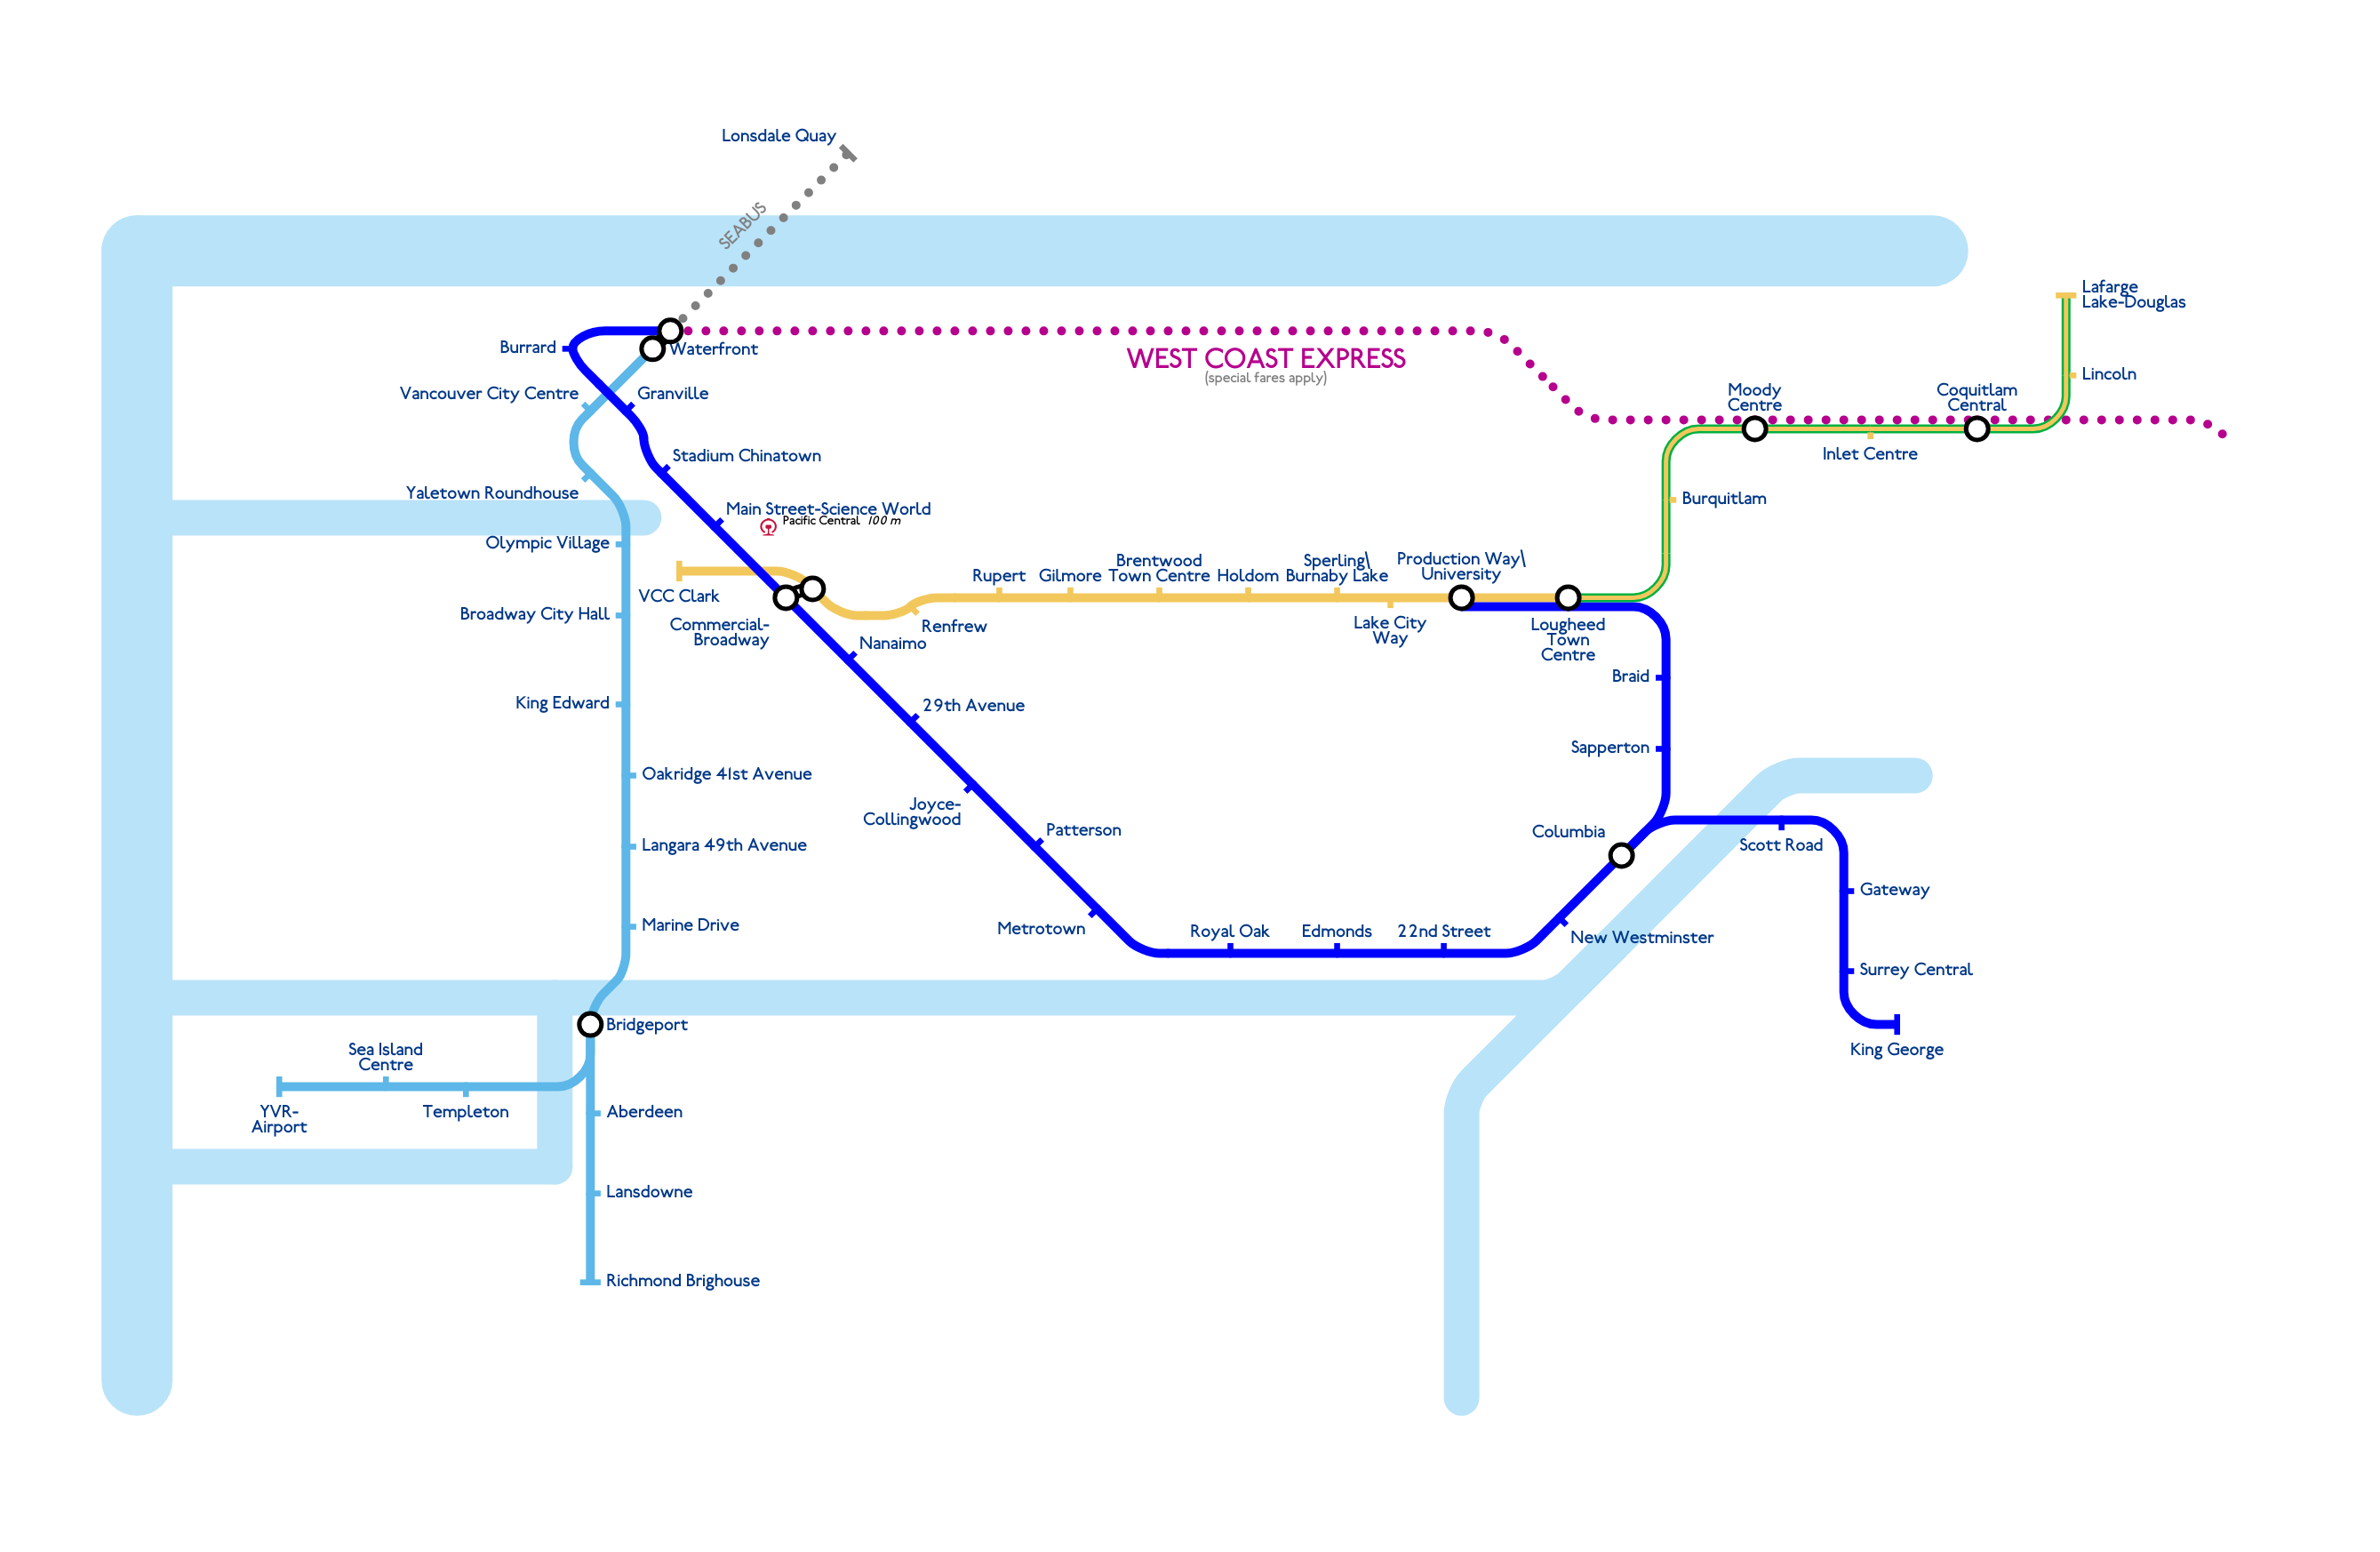 Lonsdale Quay
SEABUS
Lafarge
Lake-Douglas
Burrard
Waterfront
WEST COAST EXPRESS
(special fares apply)
Lincoln
Vancouver City Centre
Granville
Moody
Centre
Coquitlam
Central
Inlet Centre
Stadium Chinatown
Yaletown Roundhouse
Burquitlam
Main Street-Science World
Pacific Central 100 m
Olympic Village
VCC Clark
Rupert
Gilmore
Brentwood
Town Centre
Holdom
Sperling\
Burnaby Lake
Production Way\
University
Broadway City Hall
Commercial-
Broadway
Renfrew
Lake City
Way
Lougheed
Town
Centre
Nanaimo
Braid
King Edward
29th Avenue
Sapperton
Oakridge 41st Avenue
Joyce-
Collingwood
Patterson
Columbia
Langara 49th Avenue
Scott Road
Gateway
Marine Drive
Metrotown
Royal Oak
Edmonds
22nd Street
New Westminster
Surrey Central
Bridgeport
King George
Sea Island
Centre
YVR-
Airport
Templeton
Aberdeen
Lansdowne
Richmond Brighouse